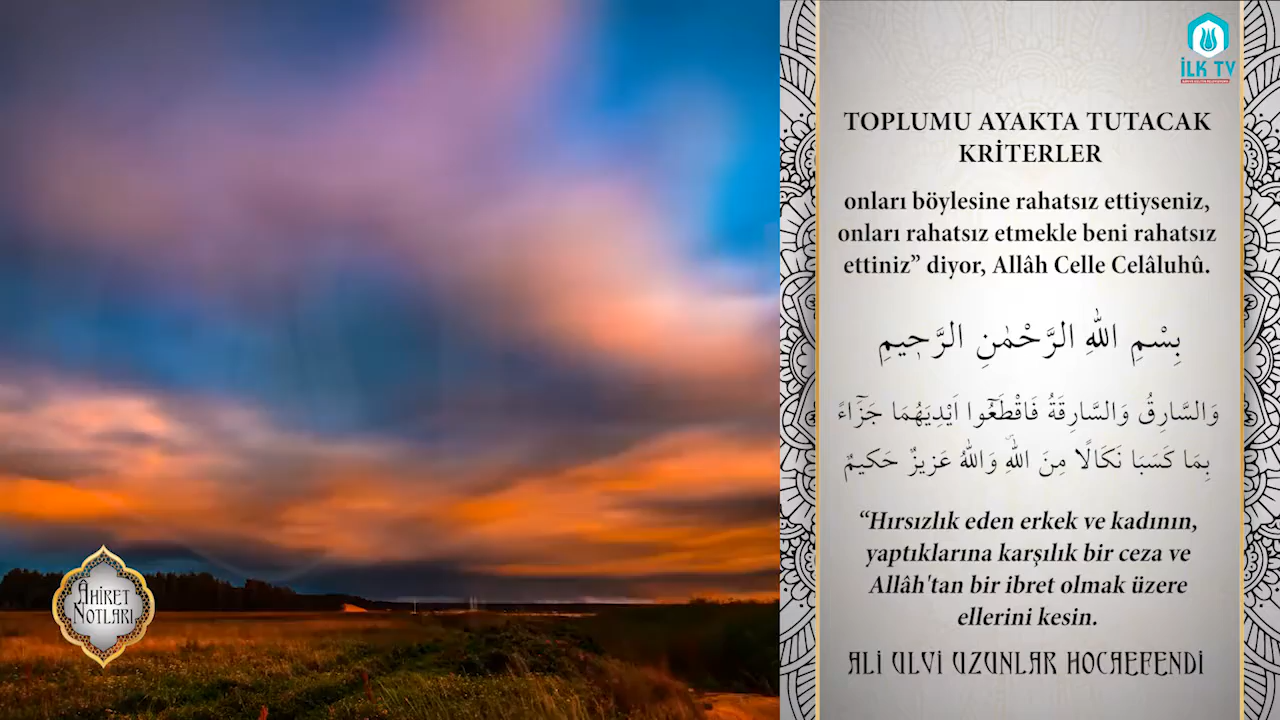 İLK TV
TOPLUMU AYAKTA TUTACAK
KRİTERLER
onları böylesine rahatsız ettiyseniz,
onları rahatsız etmekle beni rahatsız
ettiniz” diyor, Allâh Celle Celâluhû.
بِسْمِ اللّٰهِ الرَّحْمٰنِ الرَّح۪يمِ
وَالسَّارِقُ وَالسَّارِقَةُ فَاقْطَعُٓوا اَيْدِيَهُمَا جَزَٓاءً
بِمَا كَسَبَا نَكَالًا مِنَ اللّٰهِۜ وَاللّٰهُ عَزيزٌ حَكيمٌ
“Hırsızlık eden erkek ve kadının,
yaptıklarına karşılık bir ceza ve
Allâh'tan bir ibret olmak üzere
ellerini kesin.
ALİ ULVİ UZUNLAR HOCAEFENDİ
AHİRET
NOTLARI